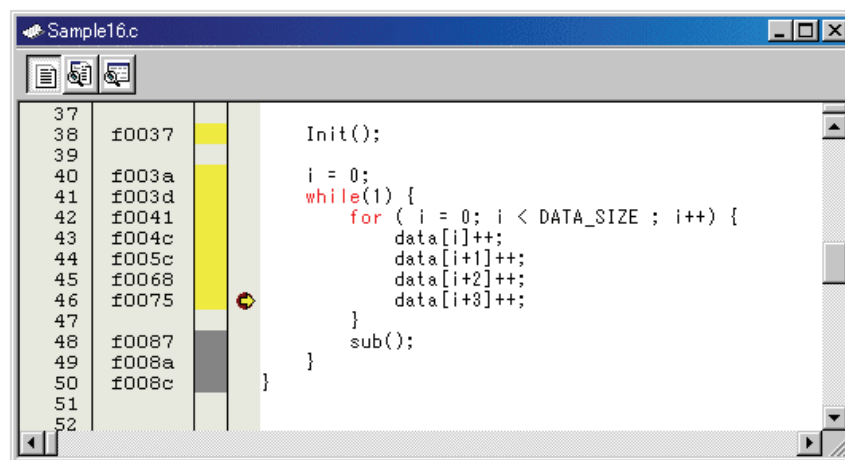 Sample16.c
37
38 f0037 Init();
39
40 f003a i = 0;
41 f003d while(1) {
42 f0041 for ( i = 0; i < DATA_SIZE ; i++) {
43 f004c data[i]++;
44 f005c data[i+1]++;
45 f0068 data[i+2]++;
46 f0075 data[i+3]++;
47 }
48 f0087 sub();
49 f008a }
50 f008c }
51
52